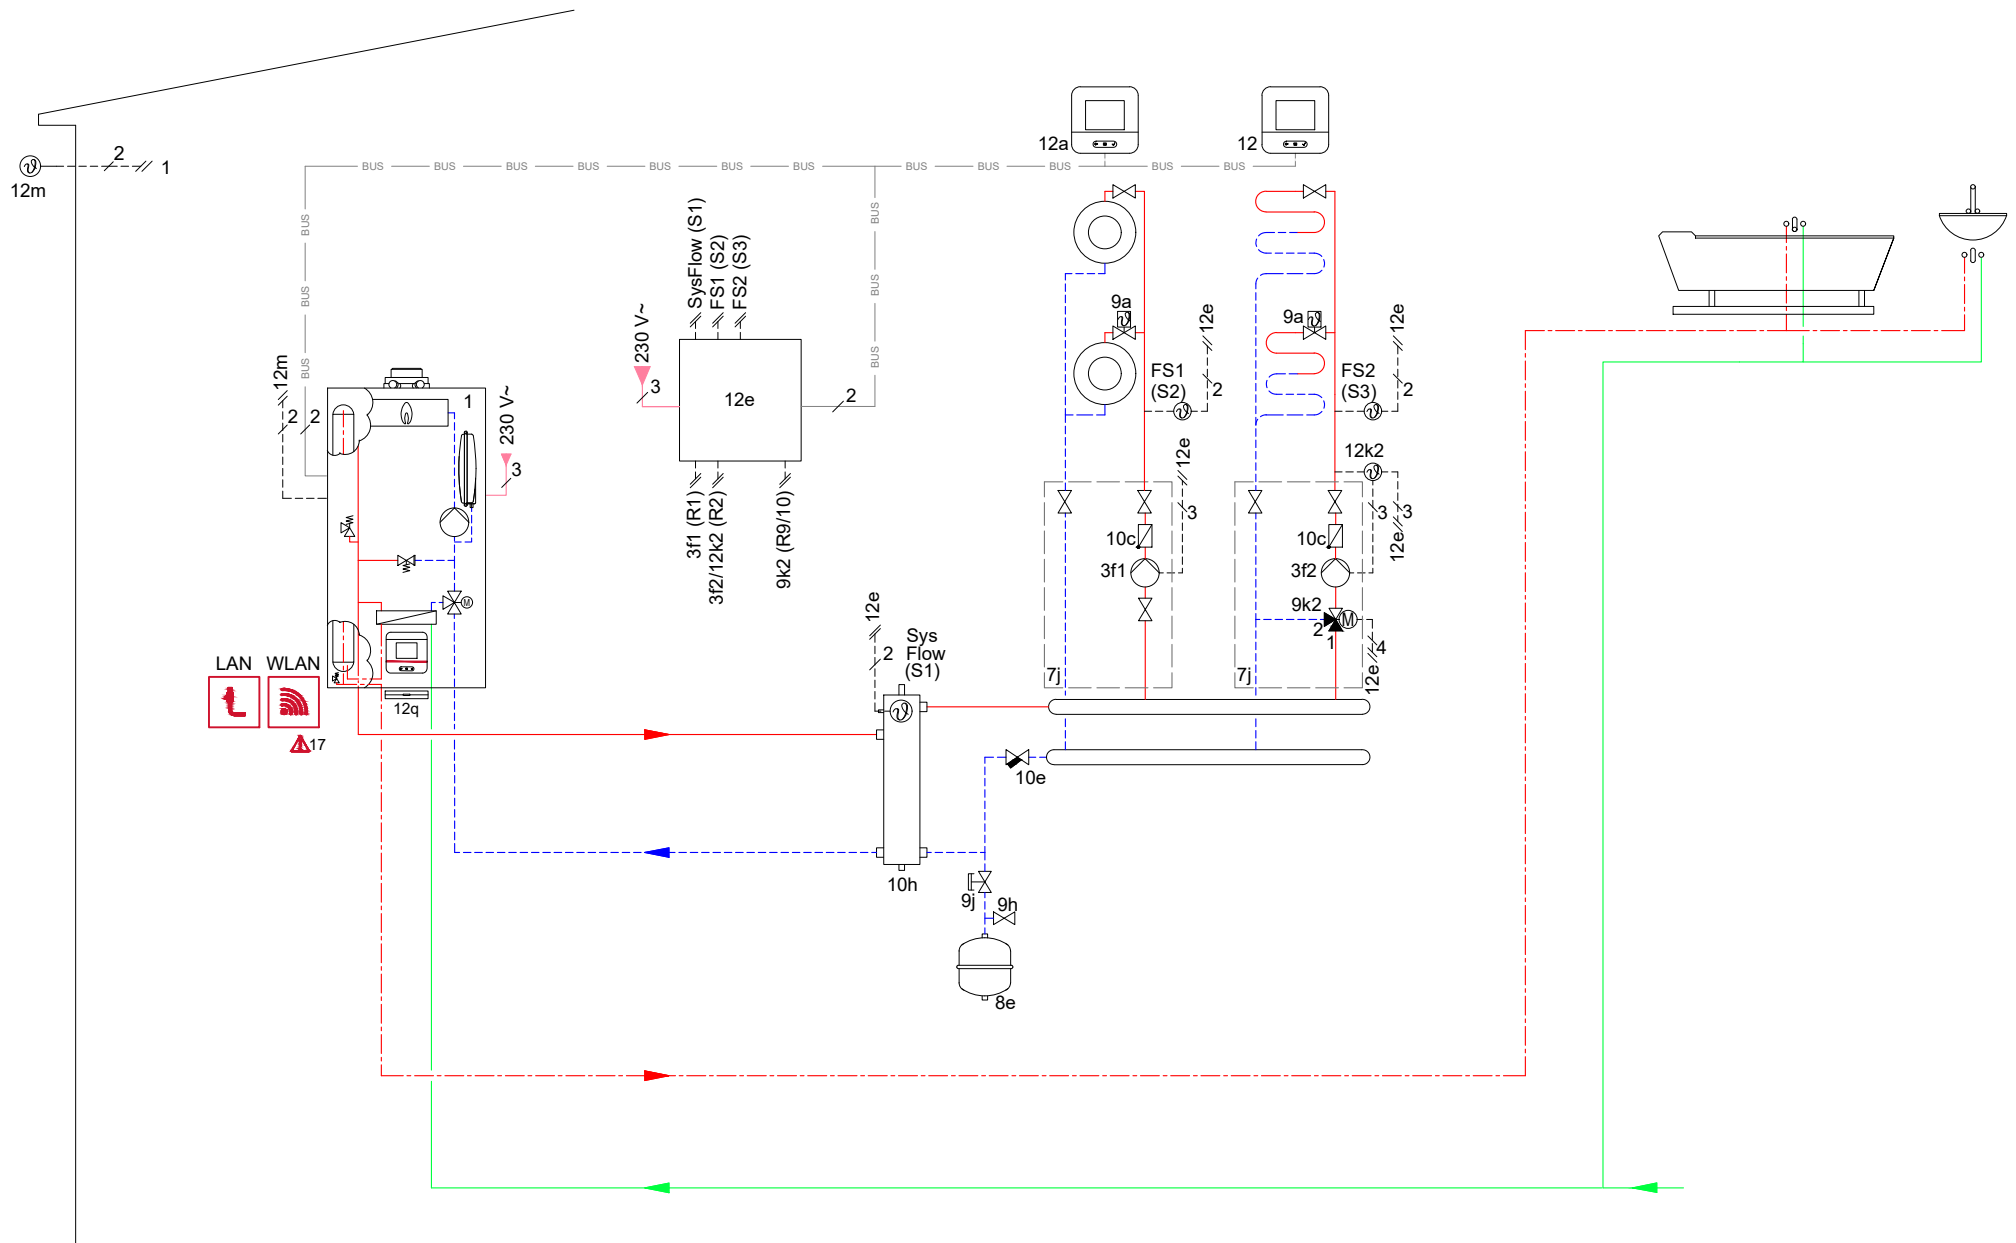 12a
12
2
1
12m
BUS BUS BUS BUS BUS BUS BUS BUS BUS BUS BUS BUS
BUS
BUS
BUS
BUS
BUS
SysFlow (S1)
FS1 (S2)
FS2 (S3)
230 V~
3
12e
2
3f1 (R1)
3f2/12k2 (R2)
9k2 (R9/10)
12m
2
2
1
230 V~
3
M
LAN
WLAN
12q
17
9a
12e
FS1
(S2)
2
9a
12e
FS2
(S3)
2
12e
3
12k2
3
3
12e
10c
3f1
7j
10c
3f2
9k2
M
2
1
4
12e
7j
12e
2
Sys
Flow
(S1)
10h
10e
9j
9h
8e